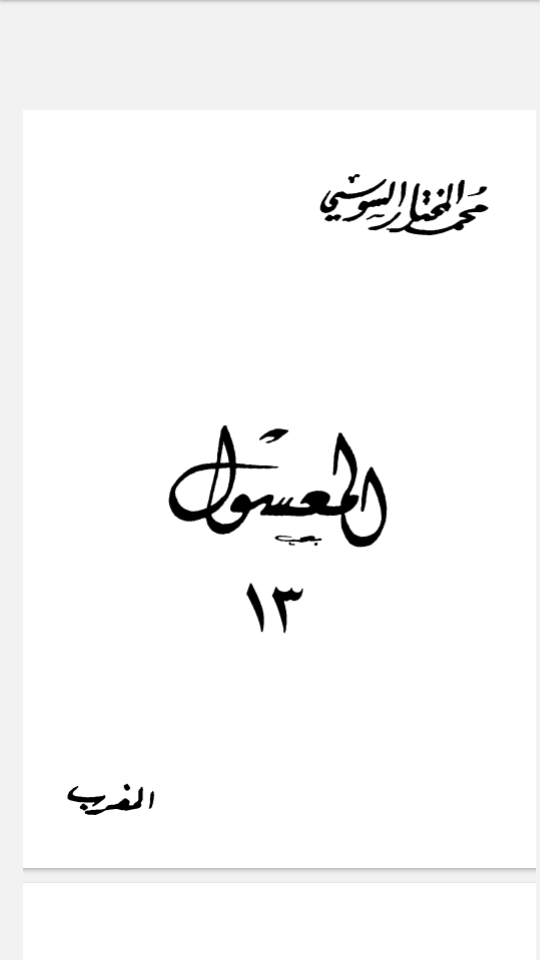 محمد المختار السوسي
المعسول
١٣
المغرب